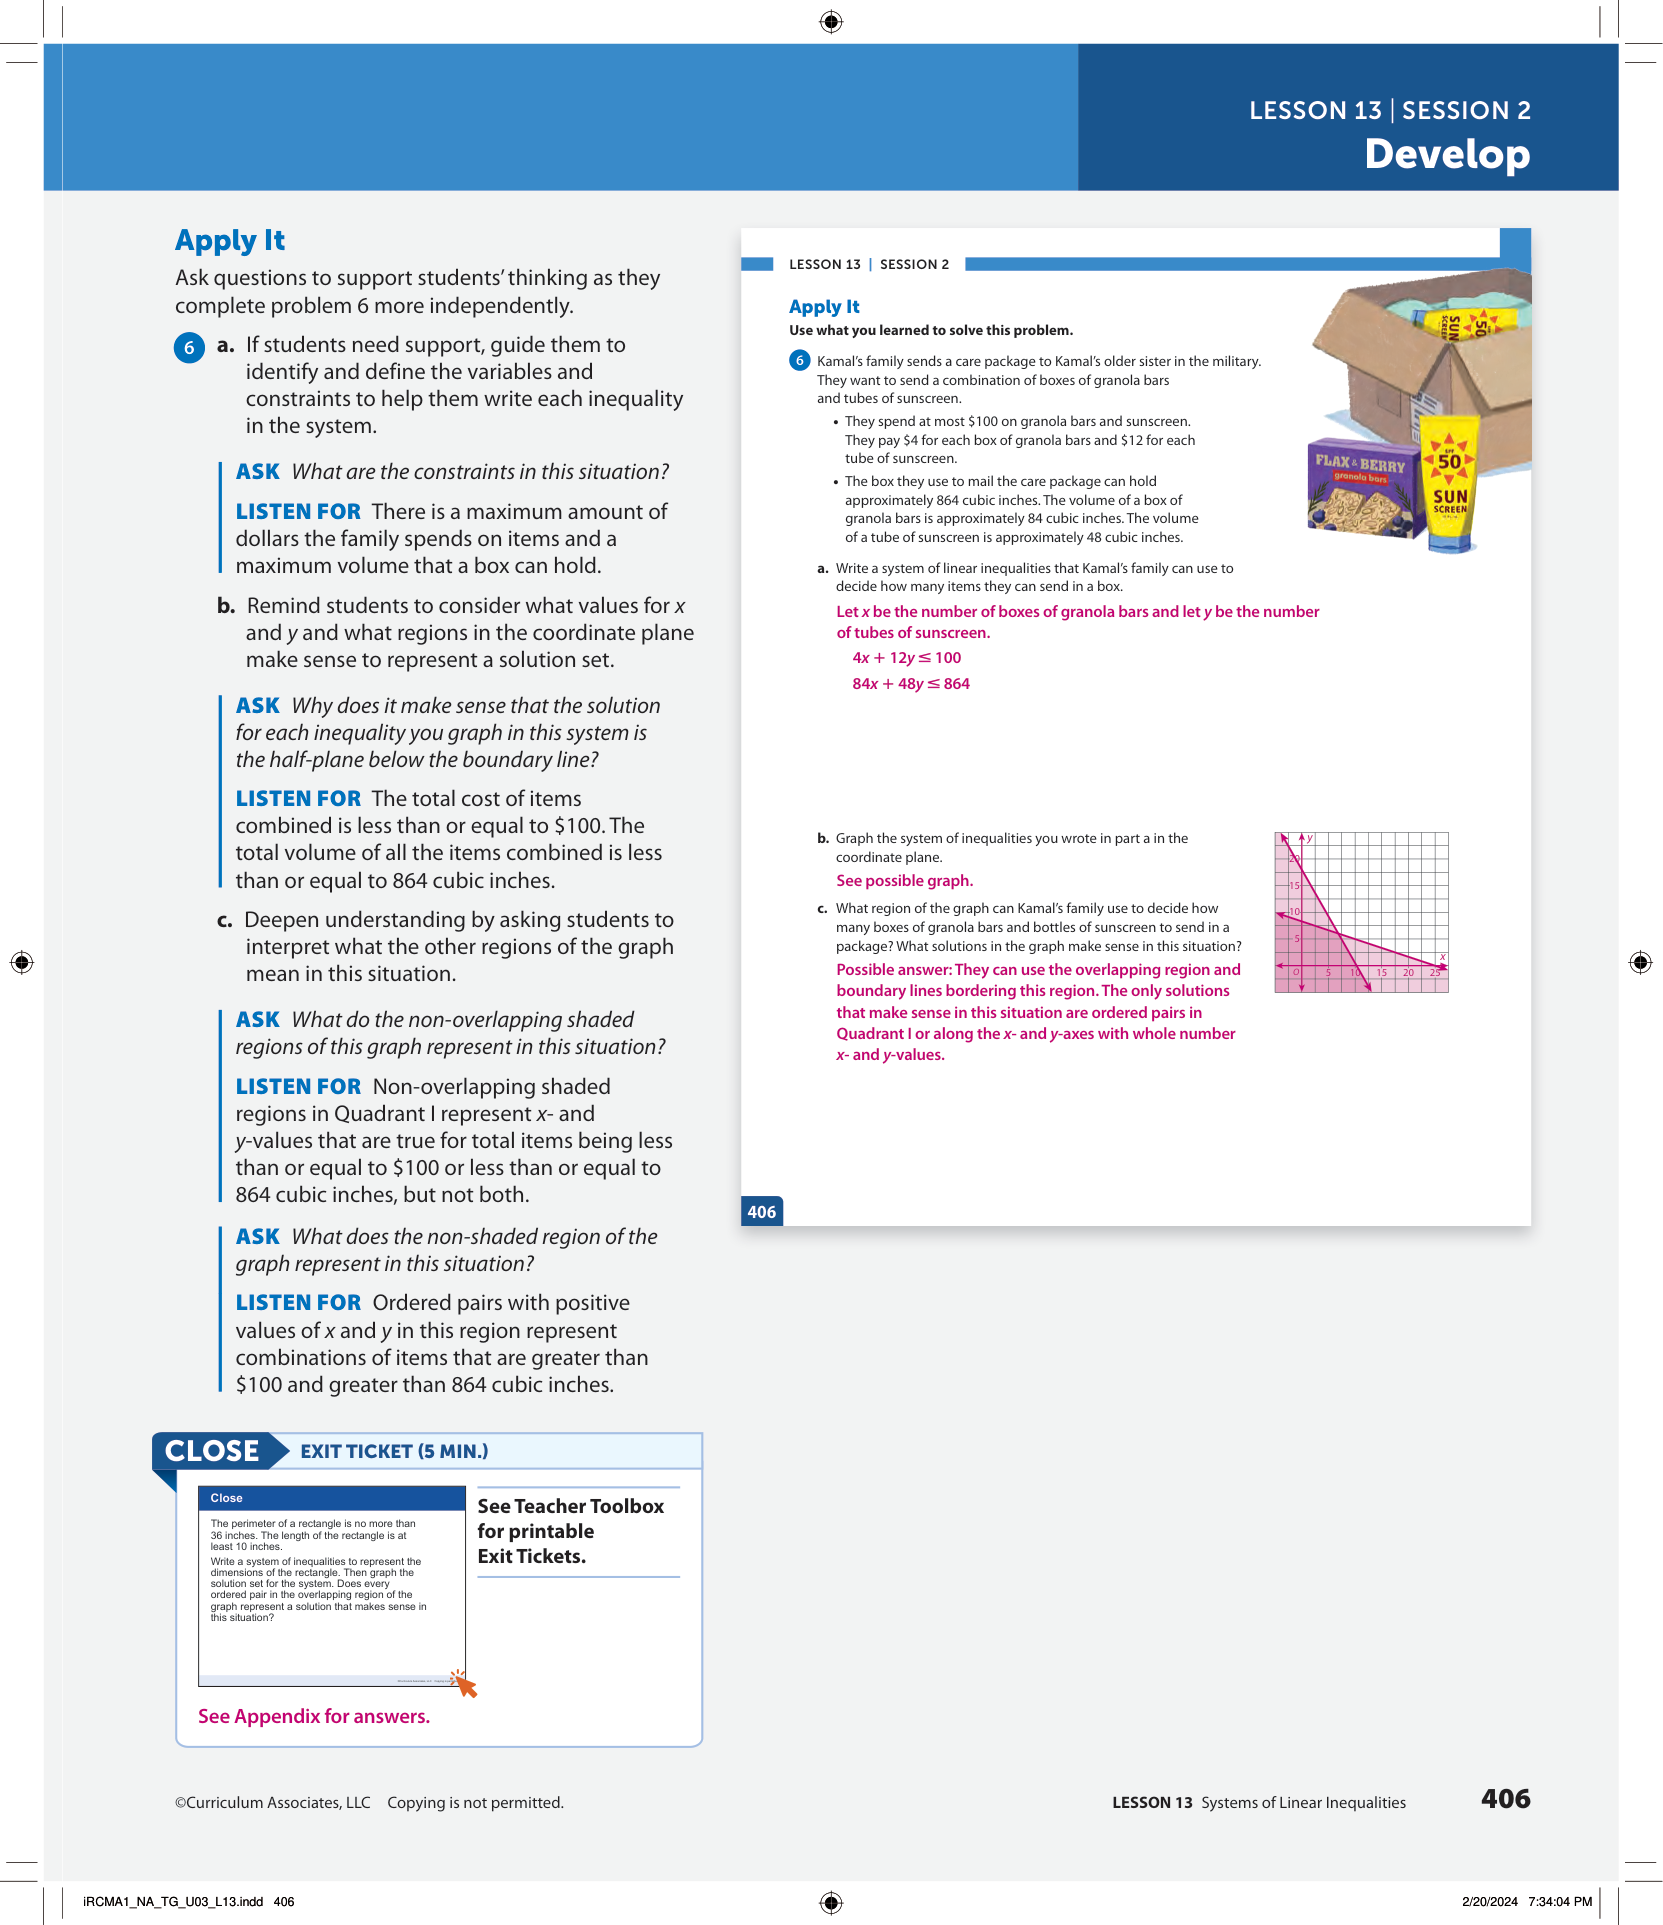 LESSON 13 | SESSION 2
Develop
Apply It
Ask questions to support students’ thinking as they
complete problem 6 more independently.
6 a. If students need support, guide them to
identify and define the variables and
constraints to help them write each inequality
in the system.
ASK What are the constraints in this situation?
LISTEN FOR There is a maximum amount of
dollars the family spends on items and a
maximum volume that a box can hold.
b. Remind students to consider what values for x
and y and what regions in the coordinate plane
make sense to represent a solution set.
ASK Why does it make sense that the solution
for each inequality you graph in this system is
the half-plane below the boundary line?
LISTEN FOR The total cost of items
combined is less than or equal to $100. The
total volume of all the items combined is less
than or equal to 864 cubic inches.
c. Deepen understanding by asking students to
interpret what the other regions of the graph
mean in this situation.
ASK What do the non-overlapping shaded
regions of this graph represent in this situation?
LISTEN FOR Non-overlapping shaded
regions in Quadrant I represent x- and
y-values that are true for total items being less
than or equal to $100 or less than or equal to
864 cubic inches, but not both.
ASK What does the non-shaded region of the
graph represent in this situation?
LISTEN FOR Ordered pairs with positive
values of x and y in this region represent
combinations of items that are greater than
$100 and greater than 864 cubic inches.
CLOSE EXIT TICKET (5 MIN.)
Close
The perimeter of a rectangle is no more than
36 inches. The length of the rectangle is at
least 10 inches.
Write a system of inequalities to represent the
dimensions of the rectangle. Then graph the
solution set for the system. Does every
ordered pair in the overlapping region of the
graph represent a solution that makes sense in
this situation?
See Teacher Toolbox
for printable
Exit Tickets.
See Appendix for answers.
LESSON 13 | SESSION 2
Apply It
Use what you learned to solve this problem.
6 Kamal’s family sends a care package to Kamal’s older sister in the military.
They want to send a combination of boxes of granola bars
and tubes of sunscreen.
• They spend at most $100 on granola bars and sunscreen.
They pay $4 for each box of granola bars and $12 for each
tube of sunscreen.
• The box they use to mail the care package can hold
approximately 864 cubic inches. The volume of a box of
granola bars is approximately 84 cubic inches. The volume
of a tube of sunscreen is approximately 48 cubic inches.
SUN
SCREEN
50
FLAX & BERRY
granola bars
SPF
50
SUN
SCREEN
a. Write a system of linear inequalities that Kamal’s family can use to
decide how many items they can send in a box.
Let x be the number of boxes of granola bars and let y be the number
of tubes of sunscreen.
4x + 12y ≤ 100
84x + 48y ≤ 864
b. Graph the system of inequalities you wrote in part a in the
coordinate plane.
See possible graph.
c. What region of the graph can Kamal’s family use to decide how
many boxes of granola bars and bottles of sunscreen to send in a
package? What solutions in the graph make sense in this situation?
Possible answer: They can use the overlapping region and
boundary lines bordering this region. The only solutions
that make sense in this situation are ordered pairs in
Quadrant I or along the x- and y-axes with whole number
x- and y-values.
y
20
15
10
5
x
O 5 10 15 20 25
406
©Curriculum Associates, LLC Copying is not permitted.
LESSON 13 Systems of Linear Inequalities 406
iRCMA1_NA_TG_U03_L13.indd 406
2/20/2024 7:34:04 PM